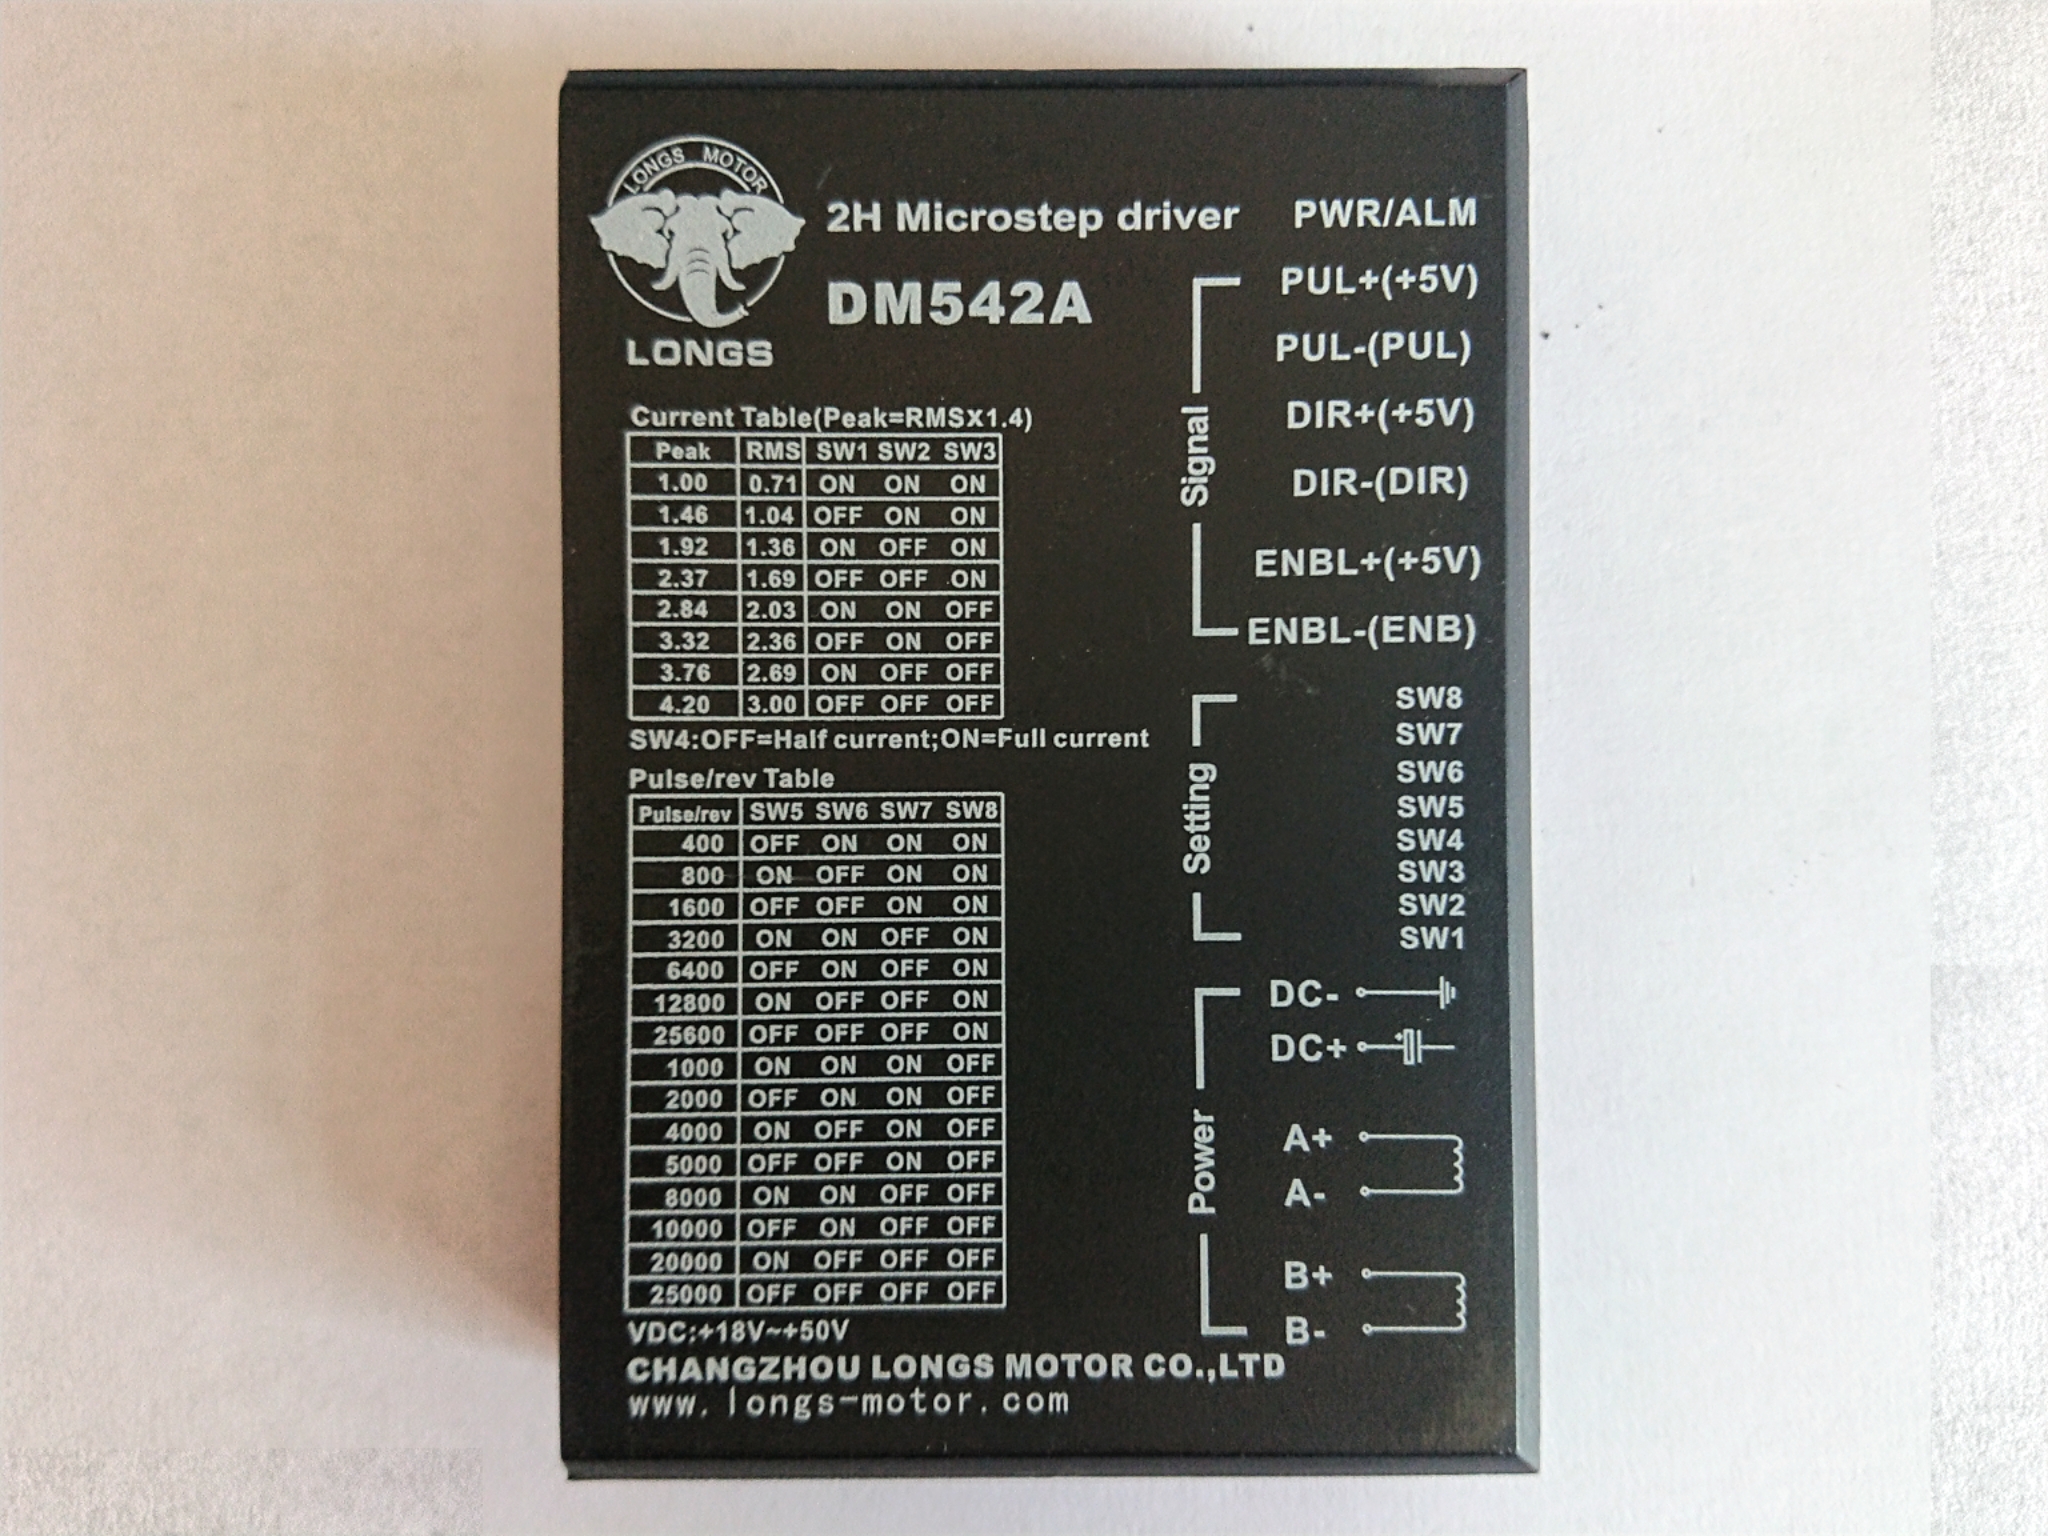 LONGS MOTOR
LONGS
2H Microstep driver
DM542A
Current Table(Peak=RMSX1.4)
Peak RMS SW1 SW2 SW3
1.00 0.71 ON ON ON
1.46 1.04 OFF ON ON
1.92 1.36 ON OFF ON
2.37 1.69 OFF OFF ON
2.84 2.03 ON ON OFF
3.32 2.36 OFF ON OFF
3.76 2.69 ON OFF OFF
4.20 3.00 OFF OFF OFF
SW4:OFF=Half current;ON=Full current
Pulse/rev Table
Pulse/rev SW5 SW6 SW7 SW8
400 OFF ON ON ON
800 ON OFF ON ON
1600 OFF OFF ON ON
3200 ON ON OFF ON
6400 OFF ON OFF ON
12800 ON OFF OFF ON
25600 OFF OFF OFF ON
1000 ON ON ON OFF
2000 OFF ON ON OFF
4000 ON OFF ON OFF
5000 OFF OFF ON OFF
8000 ON ON OFF OFF
10000 OFF ON OFF OFF
20000 ON OFF OFF OFF
25000 OFF OFF OFF OFF
VDC:+18V~+50V
CHANGZHOU LONGS MOTOR CO.,LTD
www.longs-motor.com
PWR/ALM
Signal
PUL+(+5V)
PUL-(PUL)
DIR+(+5V)
DIR-(DIR)
ENBL+(+5V)
ENBL-(ENB)
Setting
SW8
SW7
SW6
SW5
SW4
SW3
SW2
SW1
Power
DC-
DC+
A+
A-
B+
B-